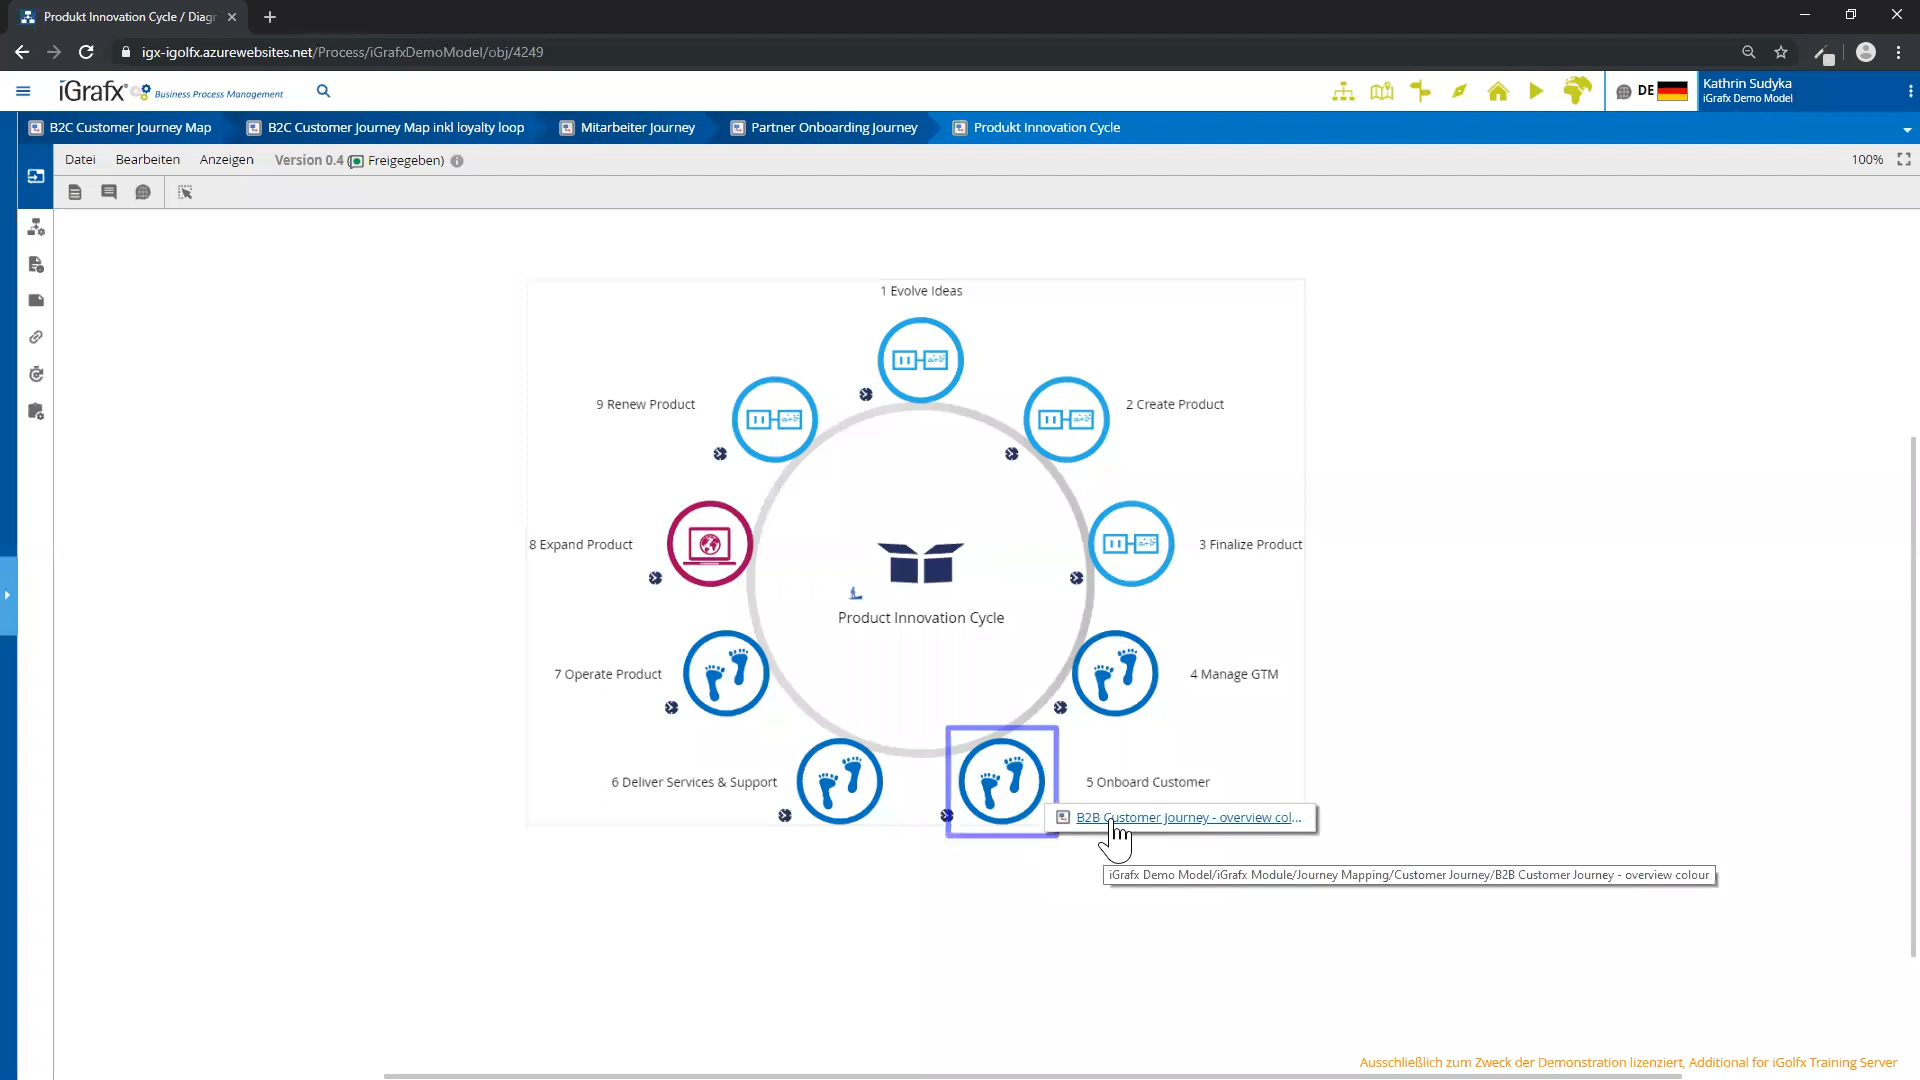 Produkt Innovation Cycle / Diagr
igx-igolfx.azurewebsites.net/Process/iGrafxDemoModel/obj/4249
iGrafx Business Process Management
DE
Kathrin Sudyka
iGrafx Demo Model
B2C Customer Journey Map
B2C Customer Journey Map inkl loyalty loop
Mitarbeiter Journey
Partner Onboarding Journey
Produkt Innovation Cycle
Datei Bearbeiten Anzeigen Version 0.4 (Freigegeben)
100%
1 Evolve Ideas
9 Renew Product
2 Create Product
8 Expand Product
3 Finalize Product
Product Innovation Cycle
7 Operate Product
4 Manage GTM
6 Deliver Services & Support
5 Onboard Customer
B2B Customer Journey - overview col...
iGrafx Demo Model/iGrafx Module/Journey Mapping/Customer Journey/B2B Customer Journey - overview colour
Ausschließlich zum Zweck der Demonstration lizenziert, Additional for iGolfx Training Server